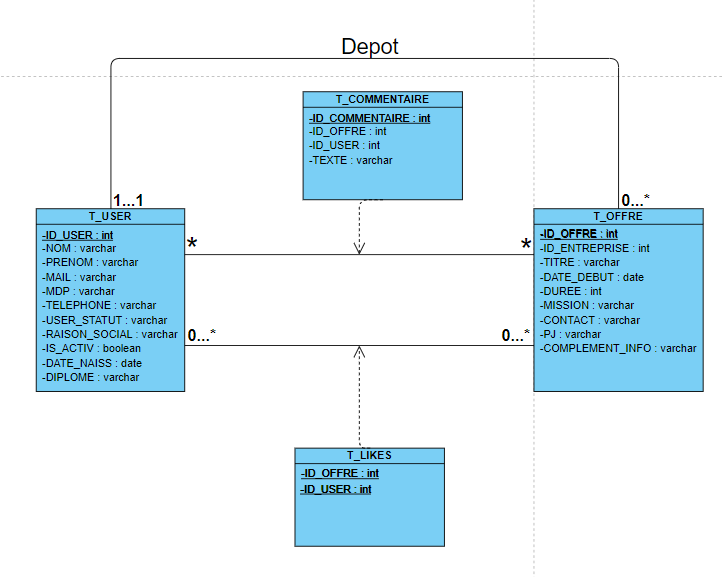 Depot
T_COMMENTAIRE
-ID_COMMENTAIRE : int
-ID_OFFRE : int
-ID_USER : int
-TEXTE : varchar
1...1
0...*
T_USER
-ID_USER : int
-NOM : varchar
-PRENOM : varchar
-MAIL : varchar
-MDP : varchar
-TELEPHONE : varchar
-USER_STATUT : varchar
-RAISON_SOCIAL : varchar
-IS_ACTIV : boolean
-DATE_NAISS : date
-DIPLOME : varchar
*
*
0...*
0...*
T_OFFRE
-ID_OFFRE : int
-ID_ENTREPRISE : int
-TITRE : varchar
-DATE_DEBUT : date
-DUREE : int
-MISSION : varchar
-CONTACT : varchar
-PJ : varchar
-COMPLEMENT_INFO : varchar
T_LIKES
-ID_OFFRE : int
-ID_USER : int